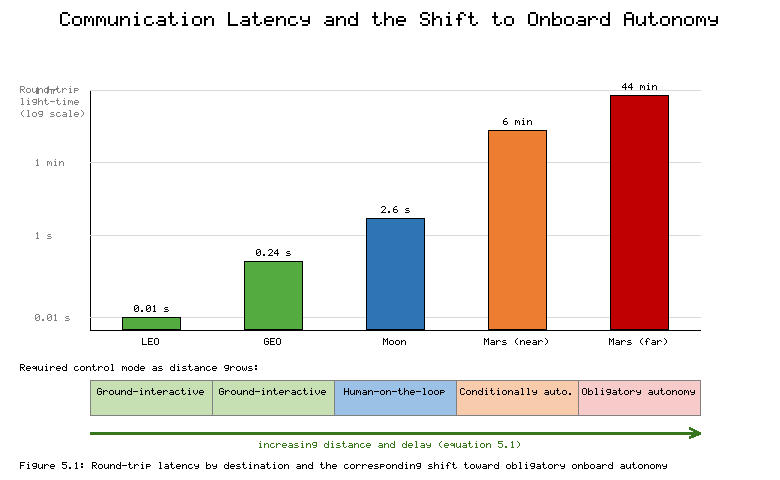 Communication Latency and the Shift to Onboard Autonomy
Round-trip
light-time
(log scale)
1 min
1 s
0.01 s
0.01 s
0.24 s
2.6 s
6 min
44 min
LEO GEO Moon Mars (near) Mars (far)
Required control mode as distance grows:
Ground-interactive Ground-interactive Human-on-the-loop Conditionally auto. Obligatory autonomy
increasing distance and delay (equation 5.1)
Figure 5.1: Round-trip latency by destination and the corresponding shift toward obligatory onboard autonomy